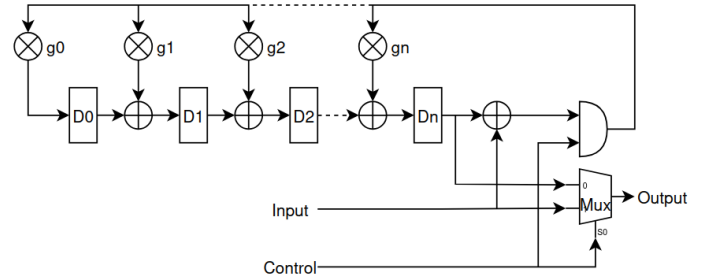 g0 g1 g2 gn
D0 D1 D2 Dn
0
Mux Output
Input
S0
Control